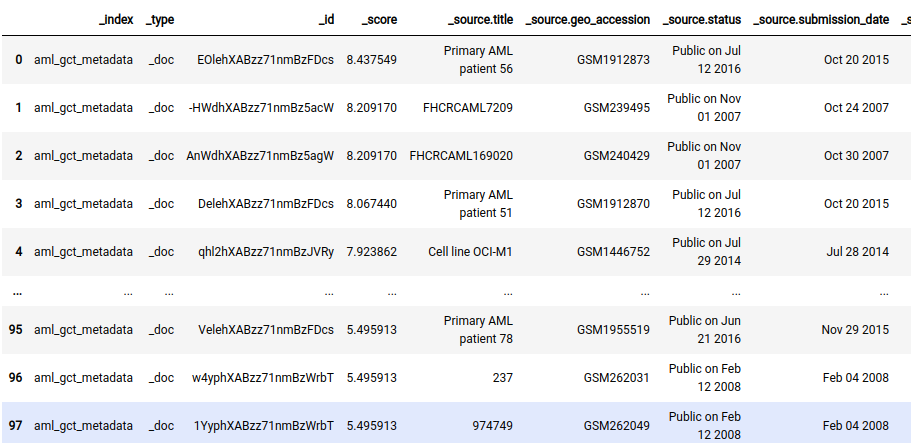 _index _type _id _score _source.title _source.geo_accession _source.status _source.submission_date _s
0 aml_gct_metadata _doc EOlehXABzz71nmBzFDcs 8.437549 Primary AML patient 56 GSM1912873 Public on Jul 12 2016 Oct 20 2015
1 aml_gct_metadata _doc -HWdhXABzz71nmBz5acW 8.209170 FHCRCAML7209 GSM239495 Public on Nov 01 2007 Oct 24 2007
2 aml_gct_metadata _doc AnWdhXABzz71nmBz5agW 8.209170 FHCRCAML169020 GSM240429 Public on Nov 01 2007 Oct 30 2007
3 aml_gct_metadata _doc DelehXABzz71nmBzFDcs 8.067440 Primary AML patient 51 GSM1912870 Public on Jul 12 2016 Oct 20 2015
4 aml_gct_metadata _doc qhl2hXABzz71nmBzJVRy 7.923862 Cell line OCI-M1 GSM1446752 Public on Jul 29 2014 Jul 28 2014
... ... ... ... ... ... ... ... ...
95 aml_gct_metadata _doc VelehXABzz71nmBzFDcs 5.495913 Primary AML patient 78 GSM1955519 Public on Jun 21 2016 Nov 29 2015
96 aml_gct_metadata _doc w4yphXABzz71nmBzWrbT 5.495913 237 GSM262031 Public on Feb 12 2008 Feb 04 2008
97 aml_gct_metadata _doc 1YyphXABzz71nmBzWrbT 5.495913 974749 GSM262049 Public on Feb 12 2008 Feb 04 2008